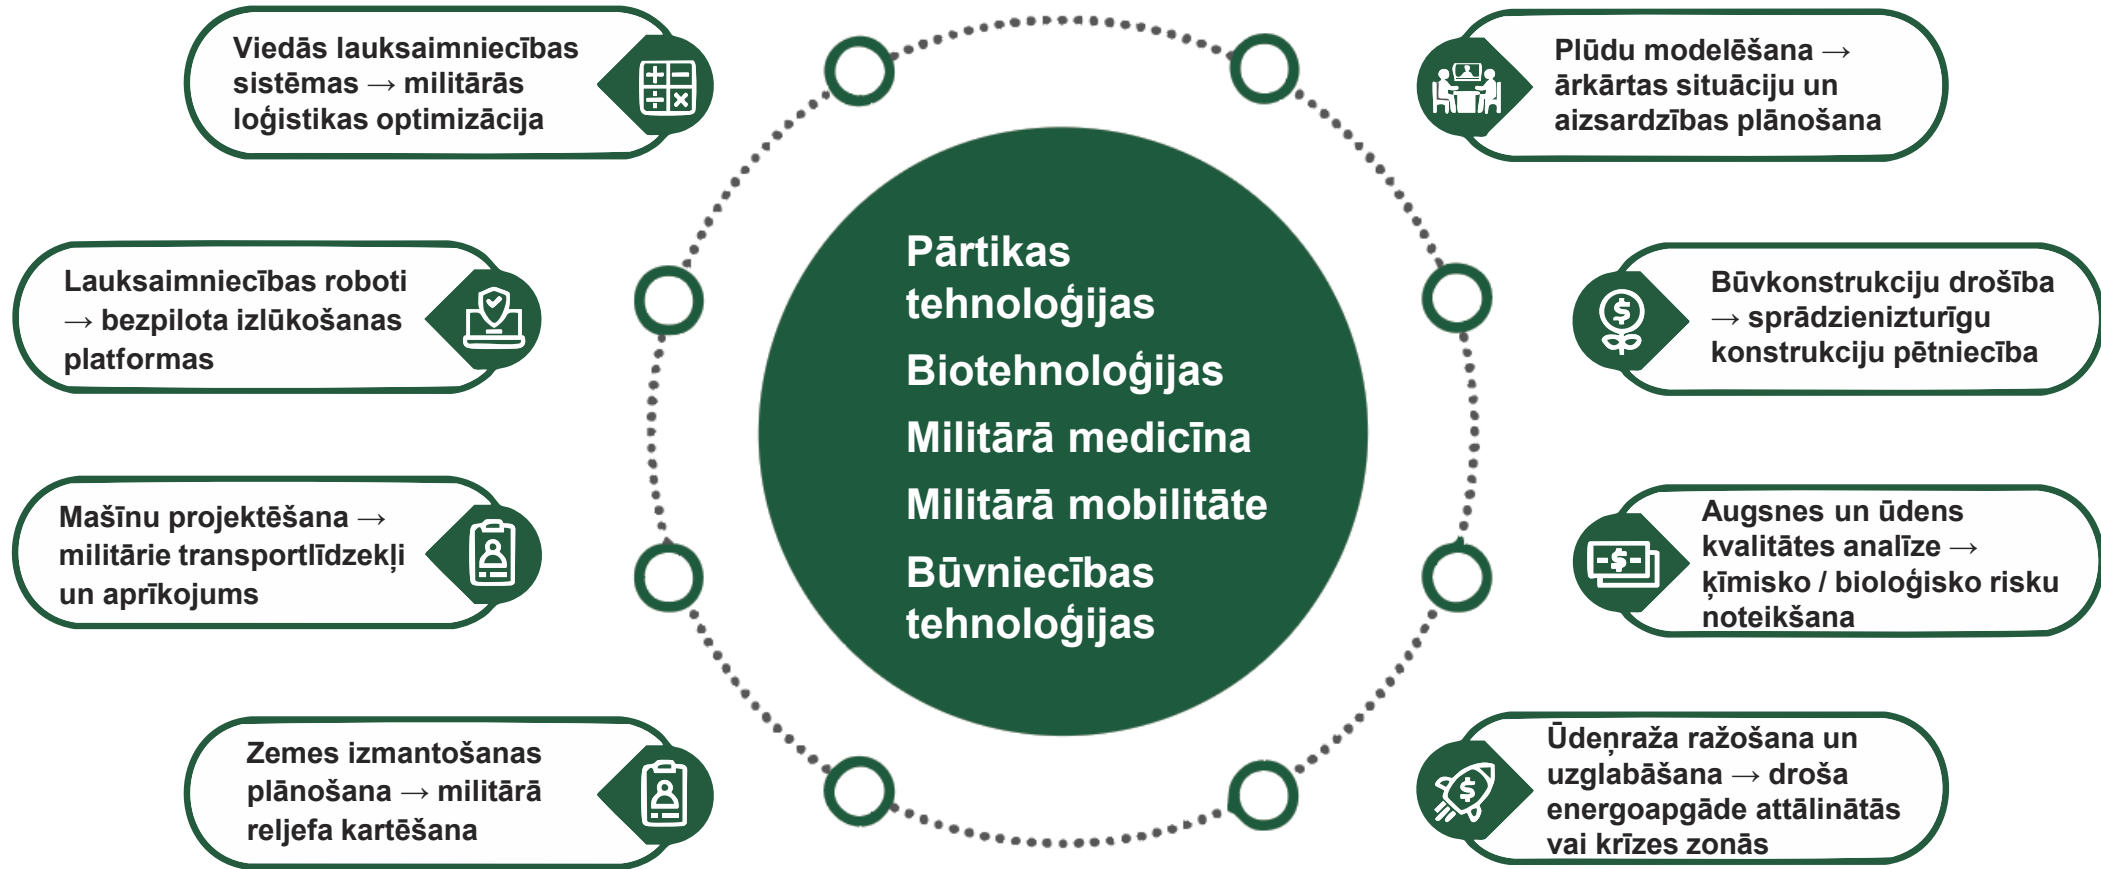 Viedās lauksaimniecības
sistēmas → militārās
loģistikas optimizācija
Lauksaimniecības roboti
→ bezpilota izlūkošanas
platformas
Mašīnu projektēšana →
militārie transportlīdzekļi
un aprīkojums
Zemes izmantošanas
plānošana → militārā
reljefa kartēšana
Pārtikas
tehnoloģijas
Biotehnoloģijas
Militārā medicīna
Militārā mobilitāte
Būvniecības
tehnoloģijas
Plūdu modelēšana →
ārkārtas situāciju un
aizsardzības plānošana
Būvkonstrukciju drošība
→ sprādzienizturīgu
konstrukciju pētniecība
Augsnes un ūdens
kvalitātes analīze →
ķīmisko / bioloģisko risku
noteikšana
Ūdeņraža ražošana un
uzglabāšana → droša
energoapgāde attālinātās
vai krīzes zonās